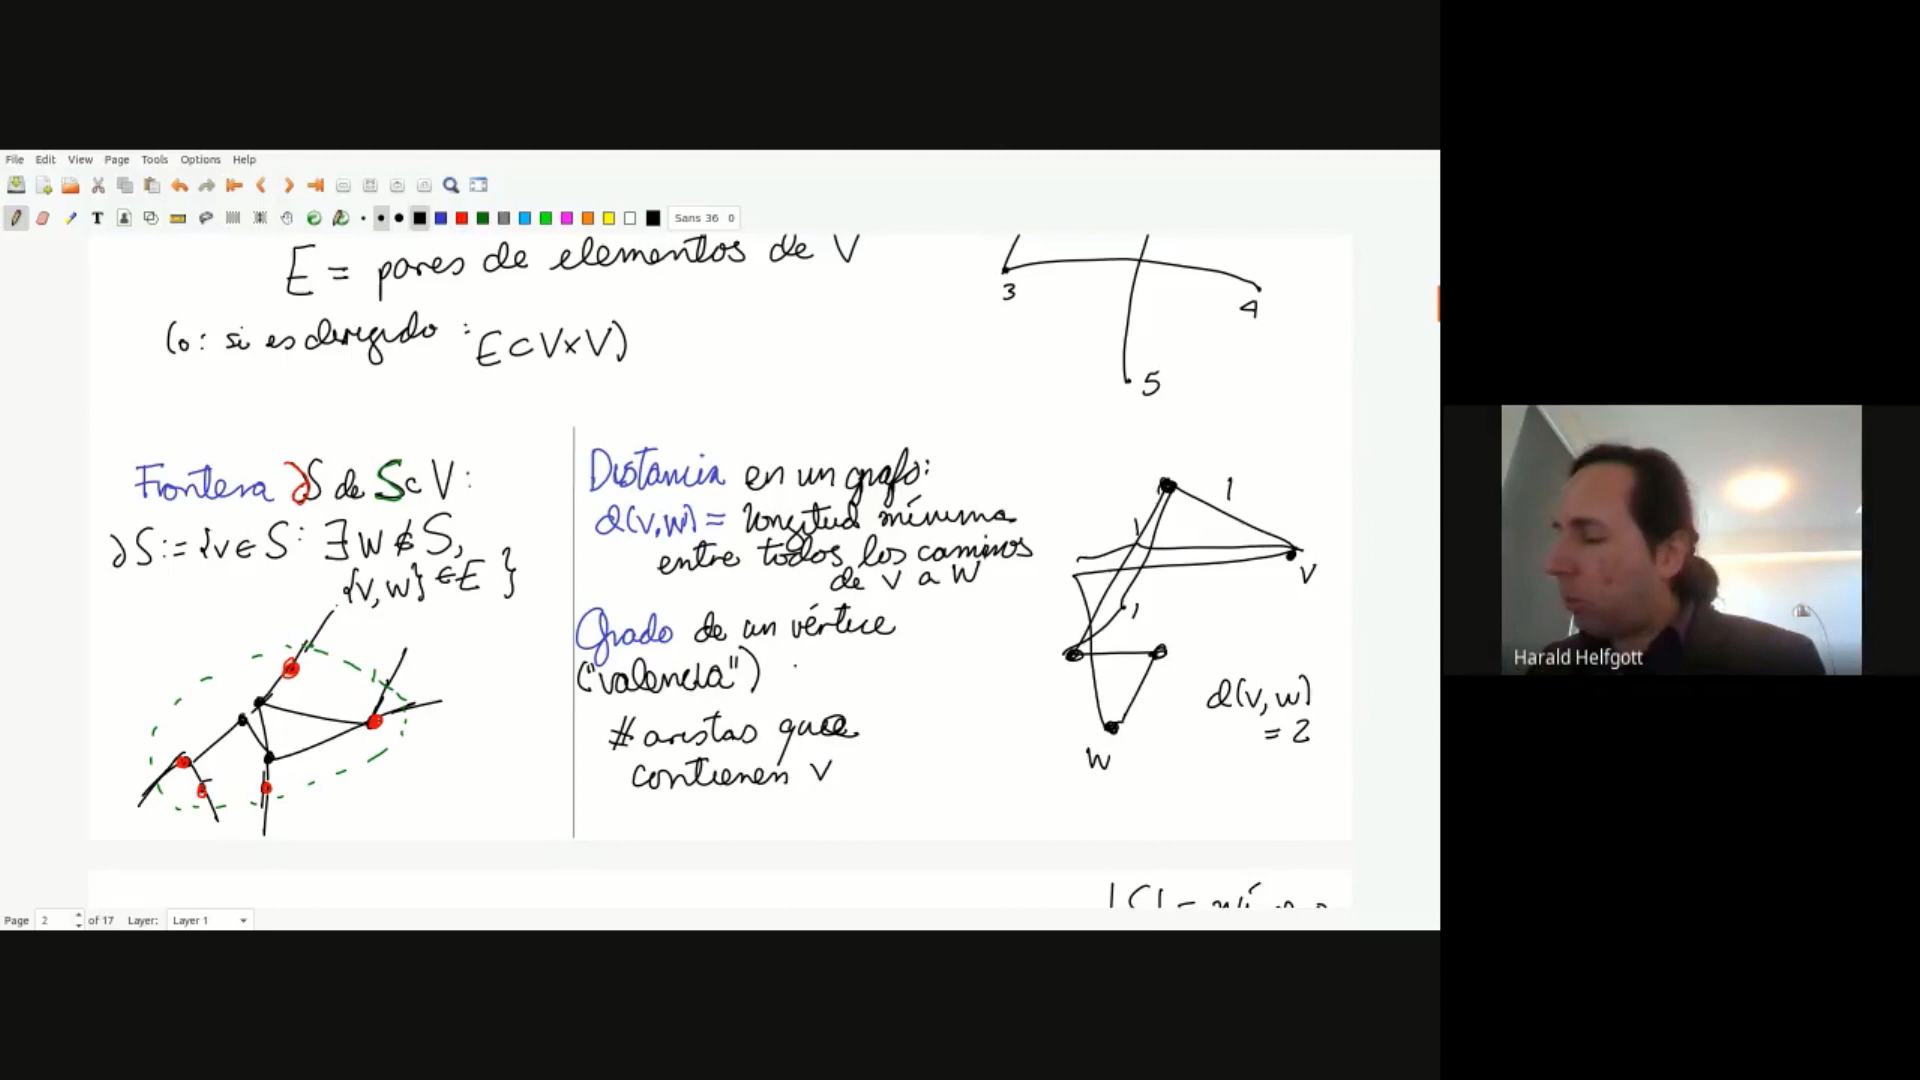 File Edit View Page Tools Options Help
Sans 36 0
E = pares de elementos de V
(o: si es dirigido : E ⊂ V×V)
3
4
5
Frontera ∂S de S ⊂ V:
∂S := {v ∈ S : ∃ w ∉ S,
{v, w} ∈ E }
Distancia en un grafo:
d(v,w) = longitud mínima
entre todos los caminos
de v a w
Grado de un vértice
("valencia")
# aristas que
contienen v
1
1
1
v
w
d(v, w)
= 2
Harald Helfgott
Page 2 of 17 Layer: Layer 1